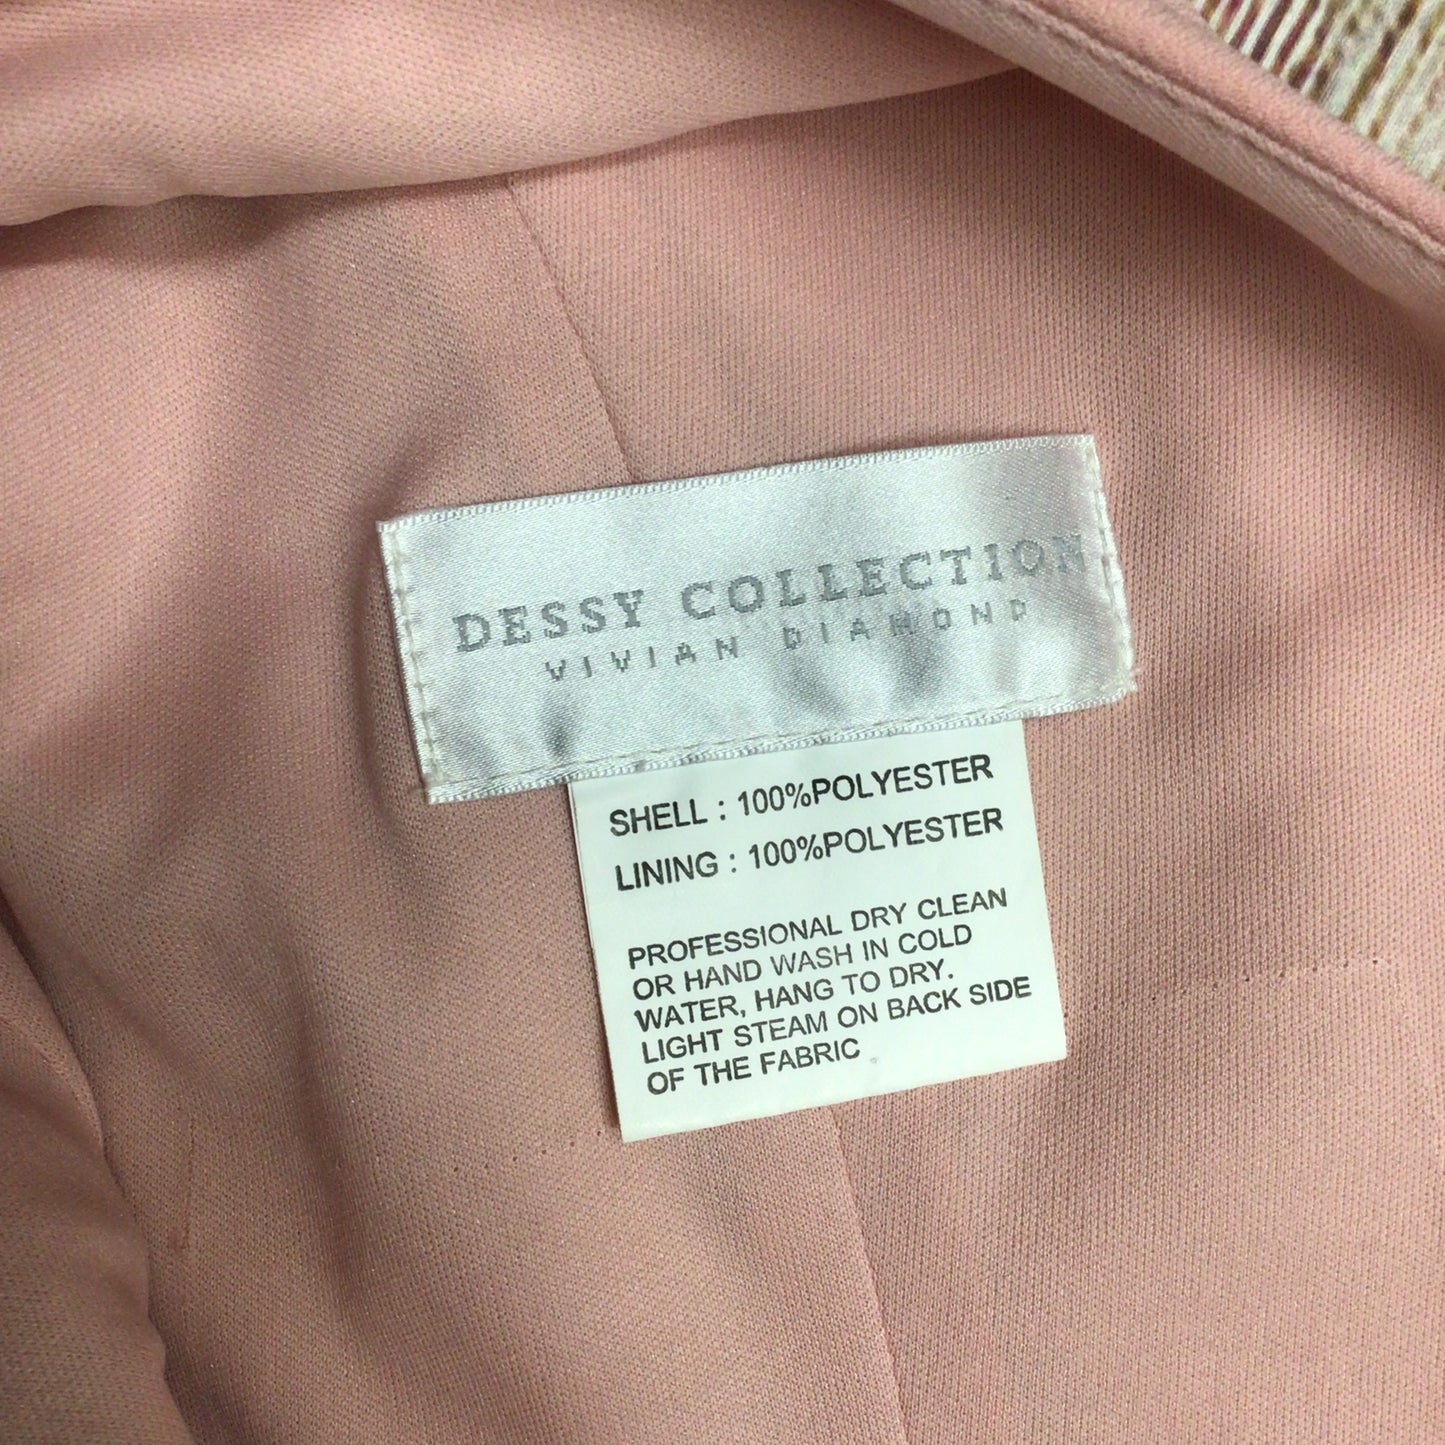 DESSY COLLECTION
VIVIAN DIAMOND
SHELL : 100%POLYESTER
LINING : 100%POLYESTER
PROFESSIONAL DRY CLEAN
OR HAND WASH IN COLD
WATER, HANG TO DRY.
LIGHT STEAM ON BACK SIDE
OF THE FABRIC